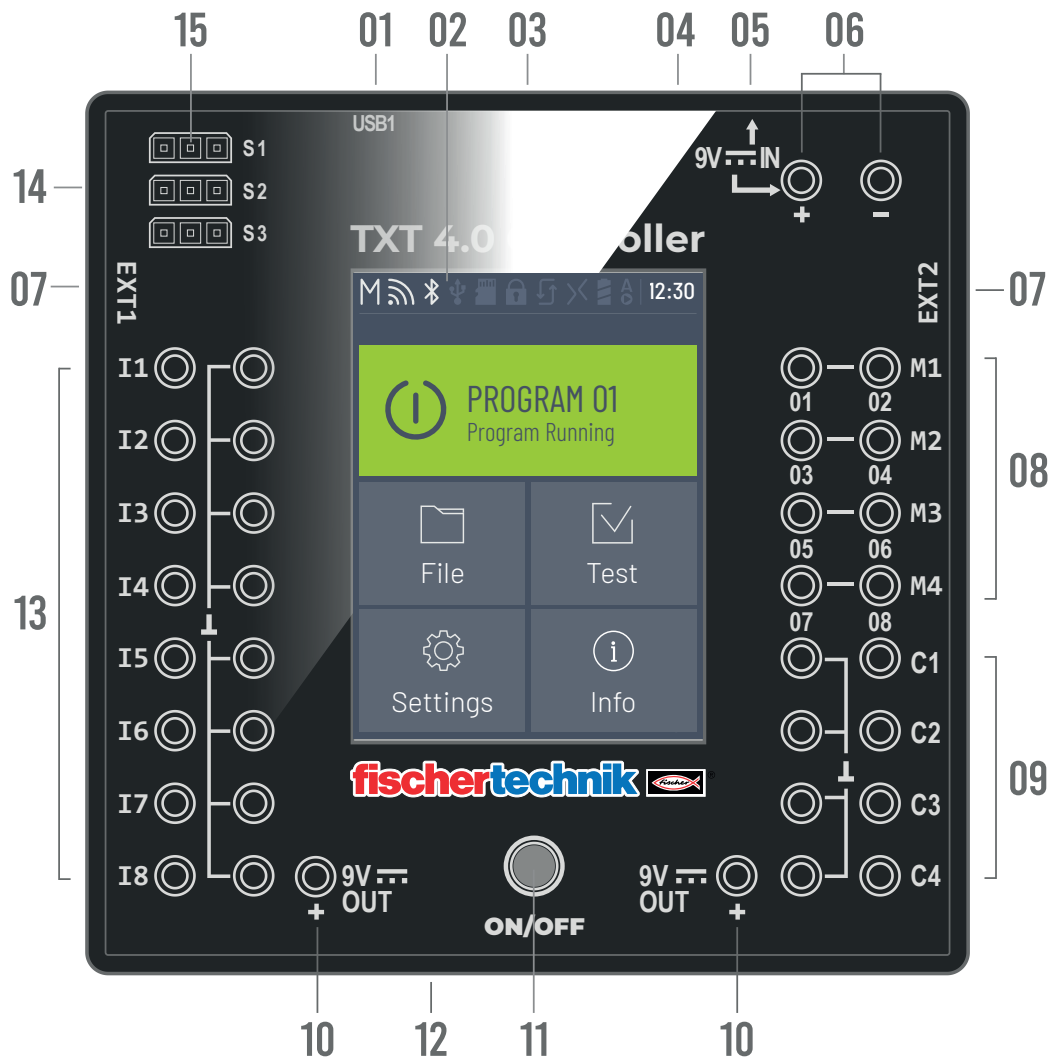 15 01 02 03 04 05 06
USB1
S1
S2
S3
14
9V IN
+ -
TXT 4.0 oller
07
EXT1
EXT2
07
M 12:30
I1
I2
I3
I4
I5
I6
I7
I8
13
PROGRAM 01
Program Running
File
Test
Settings
Info
M1
01 02
M2
03 04
M3
05 06
M4
07 08
08
C1
C2
C3
C4
09
fischertechnik fischer
9V
OUT
+
9V
OUT
+
ON/OFF
10 12 11 10